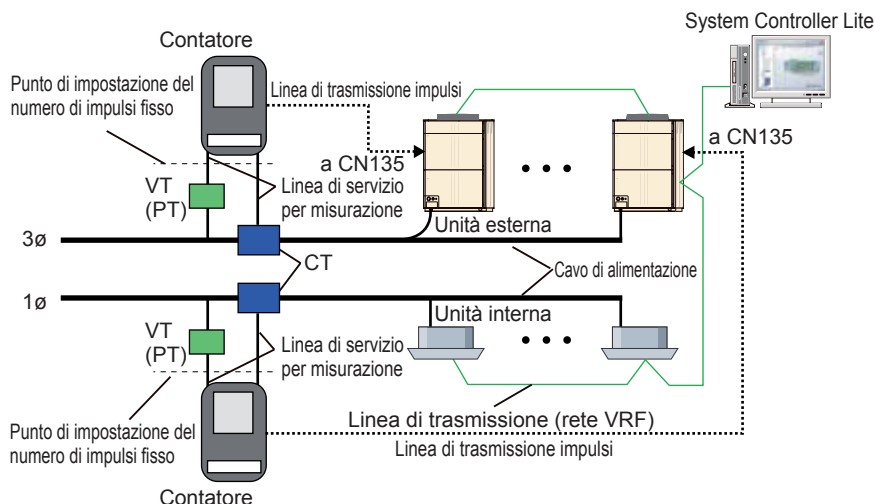 System Controller Lite
Contatore
Punto di impostazione del
numero di impulsi fisso
Linea di trasmissione impulsi
a CN135
a CN135
VT
(PT)
Linea di servizio
per misurazione
Unità esterna
3ø
CT
Cavo di alimentazione
1ø
Unità interna
VT
(PT)
Linea di servizio
per misurazione
Linea di trasmissione (rete VRF)
Punto di impostazione del
numero di impulsi fisso
Linea di trasmissione impulsi
Contatore